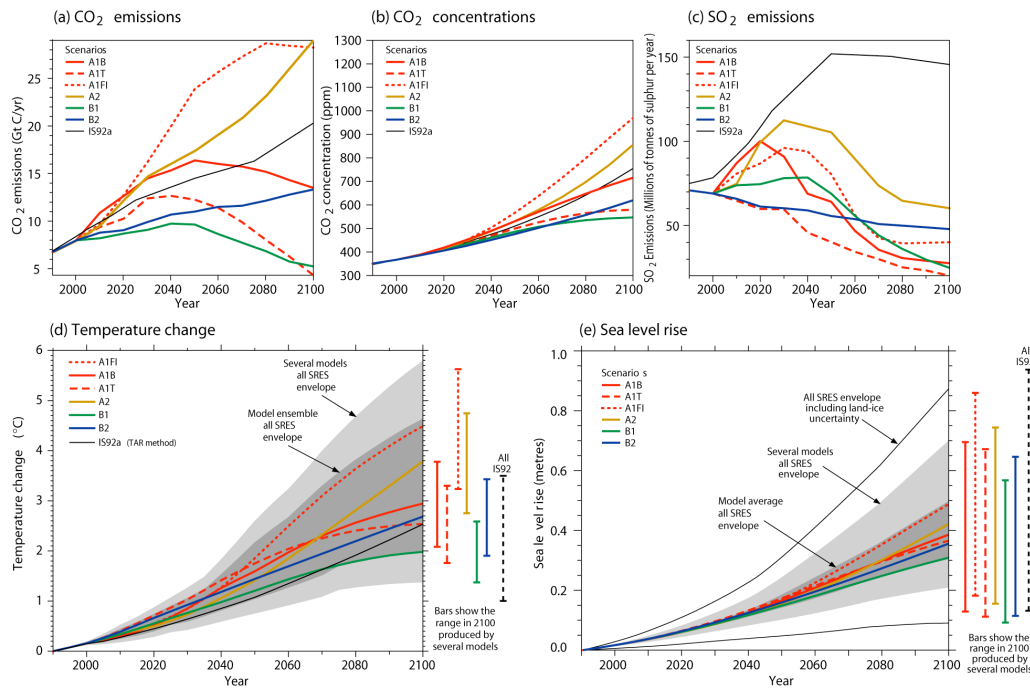 (a) CO2 emissions
Scenarios
A1B
A1T
A1FI
A2
B1
B2
IS92a
CO2 emissions (Gt C/yr)
25
20
15
10
5
2000 2020 2040 2060 2080 2100
Year
(b) CO2 concentrations
Scenarios
A1B
A1T
A1FI
A2
B1
B2
IS92a
CO2 concentration (ppm)
1300
1200
1100
1000
900
800
700
600
500
400
300
2000 2020 2040 2060 2080 2100
Year
(c) SO2 emissions
Scenarios
A1B
A1T
A1FI
A2
B1
B2
IS92a
SO2 Emissions (Millions of tonnes of sulphur per year)
150
100
50
2000 2020 2040 2060 2080 2100
Year
(d) Temperature change
A1FI
A1B
A1T
A2
B1
B2
IS92a (TAR method)
Several models
all SRES
envelope
Model ensemble
all SRES
envelope
Temperature change (°C)
6
5
4
3
2
1
0
2000 2020 2040 2060 2080 2100
Year
All
IS92
Bars show the
range in 2100
produced by
several models
(e) Sea level rise
Scenario s
A1B
A1T
A1FI
A2
B1
B2
All SRES envelope
including land-ice
uncertainty
Several models
all SRES
envelope
Model average
all SRES
envelope
Sea le vel r ise (metres)
1.0
0.8
0.6
0.4
0.2
0.0
2000 2020 2040 2060 2080 2100
Year
Bars show the
range in 2100
produced by
several models